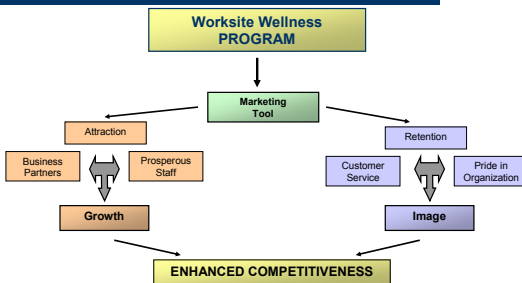 Worksite Wellness
PROGRAM
Marketing
Tool
Attraction
Retention
Business
Partners
Prosperous
Staff
Customer
Service
Pride in
Organization
Growth
Image
ENHANCED COMPETITIVENESS